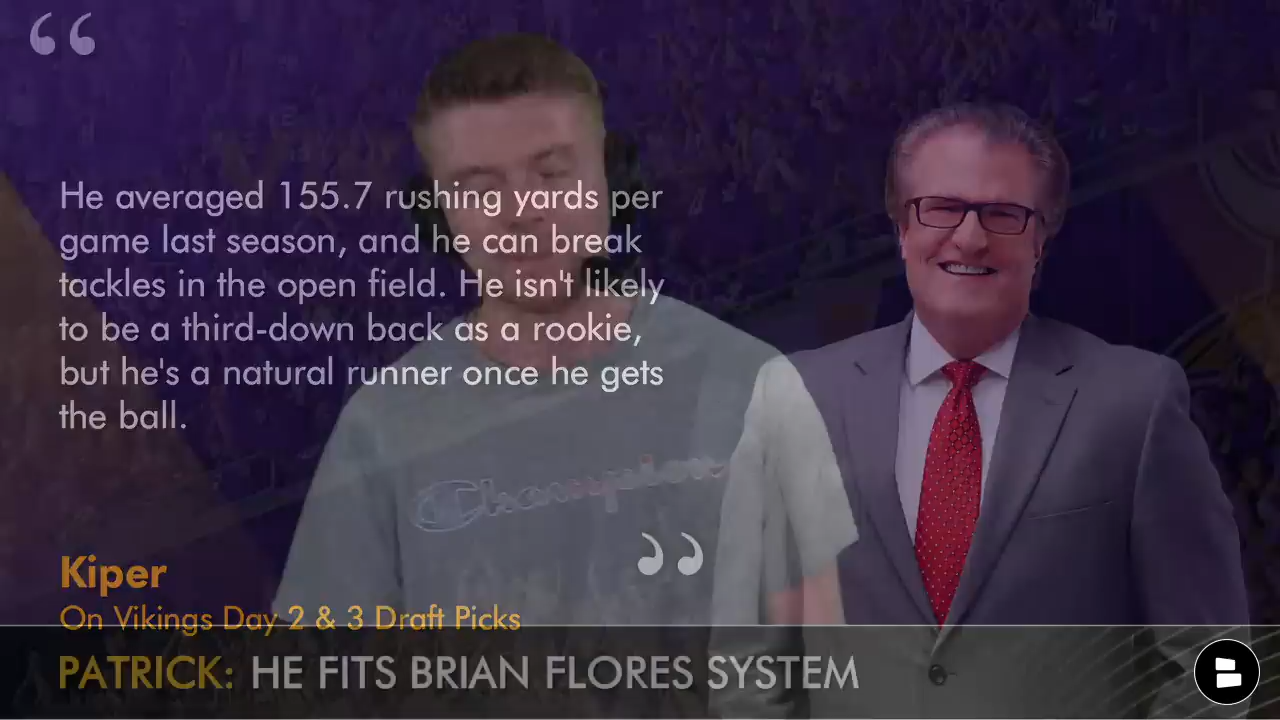 He averaged 155.7 rushing yards per
game last season, and he can break
tackles in the open field. He isn't likely
to be a third-down back as a rookie,
but he's a natural runner once he gets
the ball.
Champion
Kiper
On Vikings Day 2 & 3 Draft Picks
PATRICK: HE FITS BRIAN FLORES SYSTEM